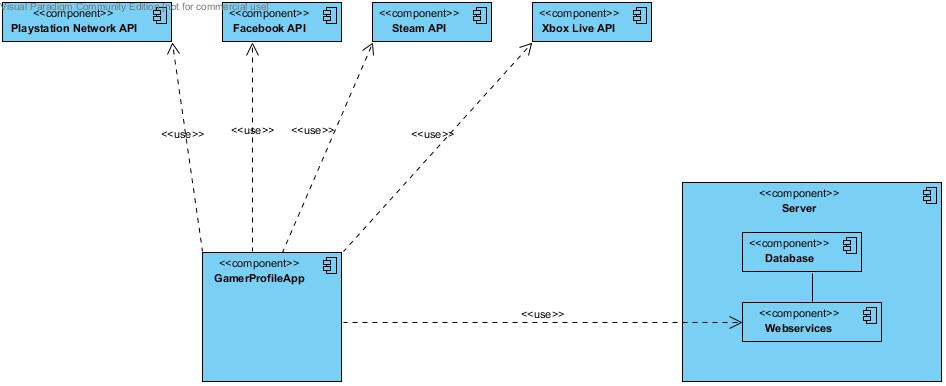 Visual Paradigm Community Edition [not for commercial use]
<<component>>
Playstation Network API
<<component>>
Facebook API
<<component>>
Steam API
<<component>>
Xbox Live API
<<use>>
<<use>>
<<use>>
<<use>>
<<component>>
Server
<<component>>
Database
<<component>>
GamerProfileApp
<<use>>
<<component>>
Webservices